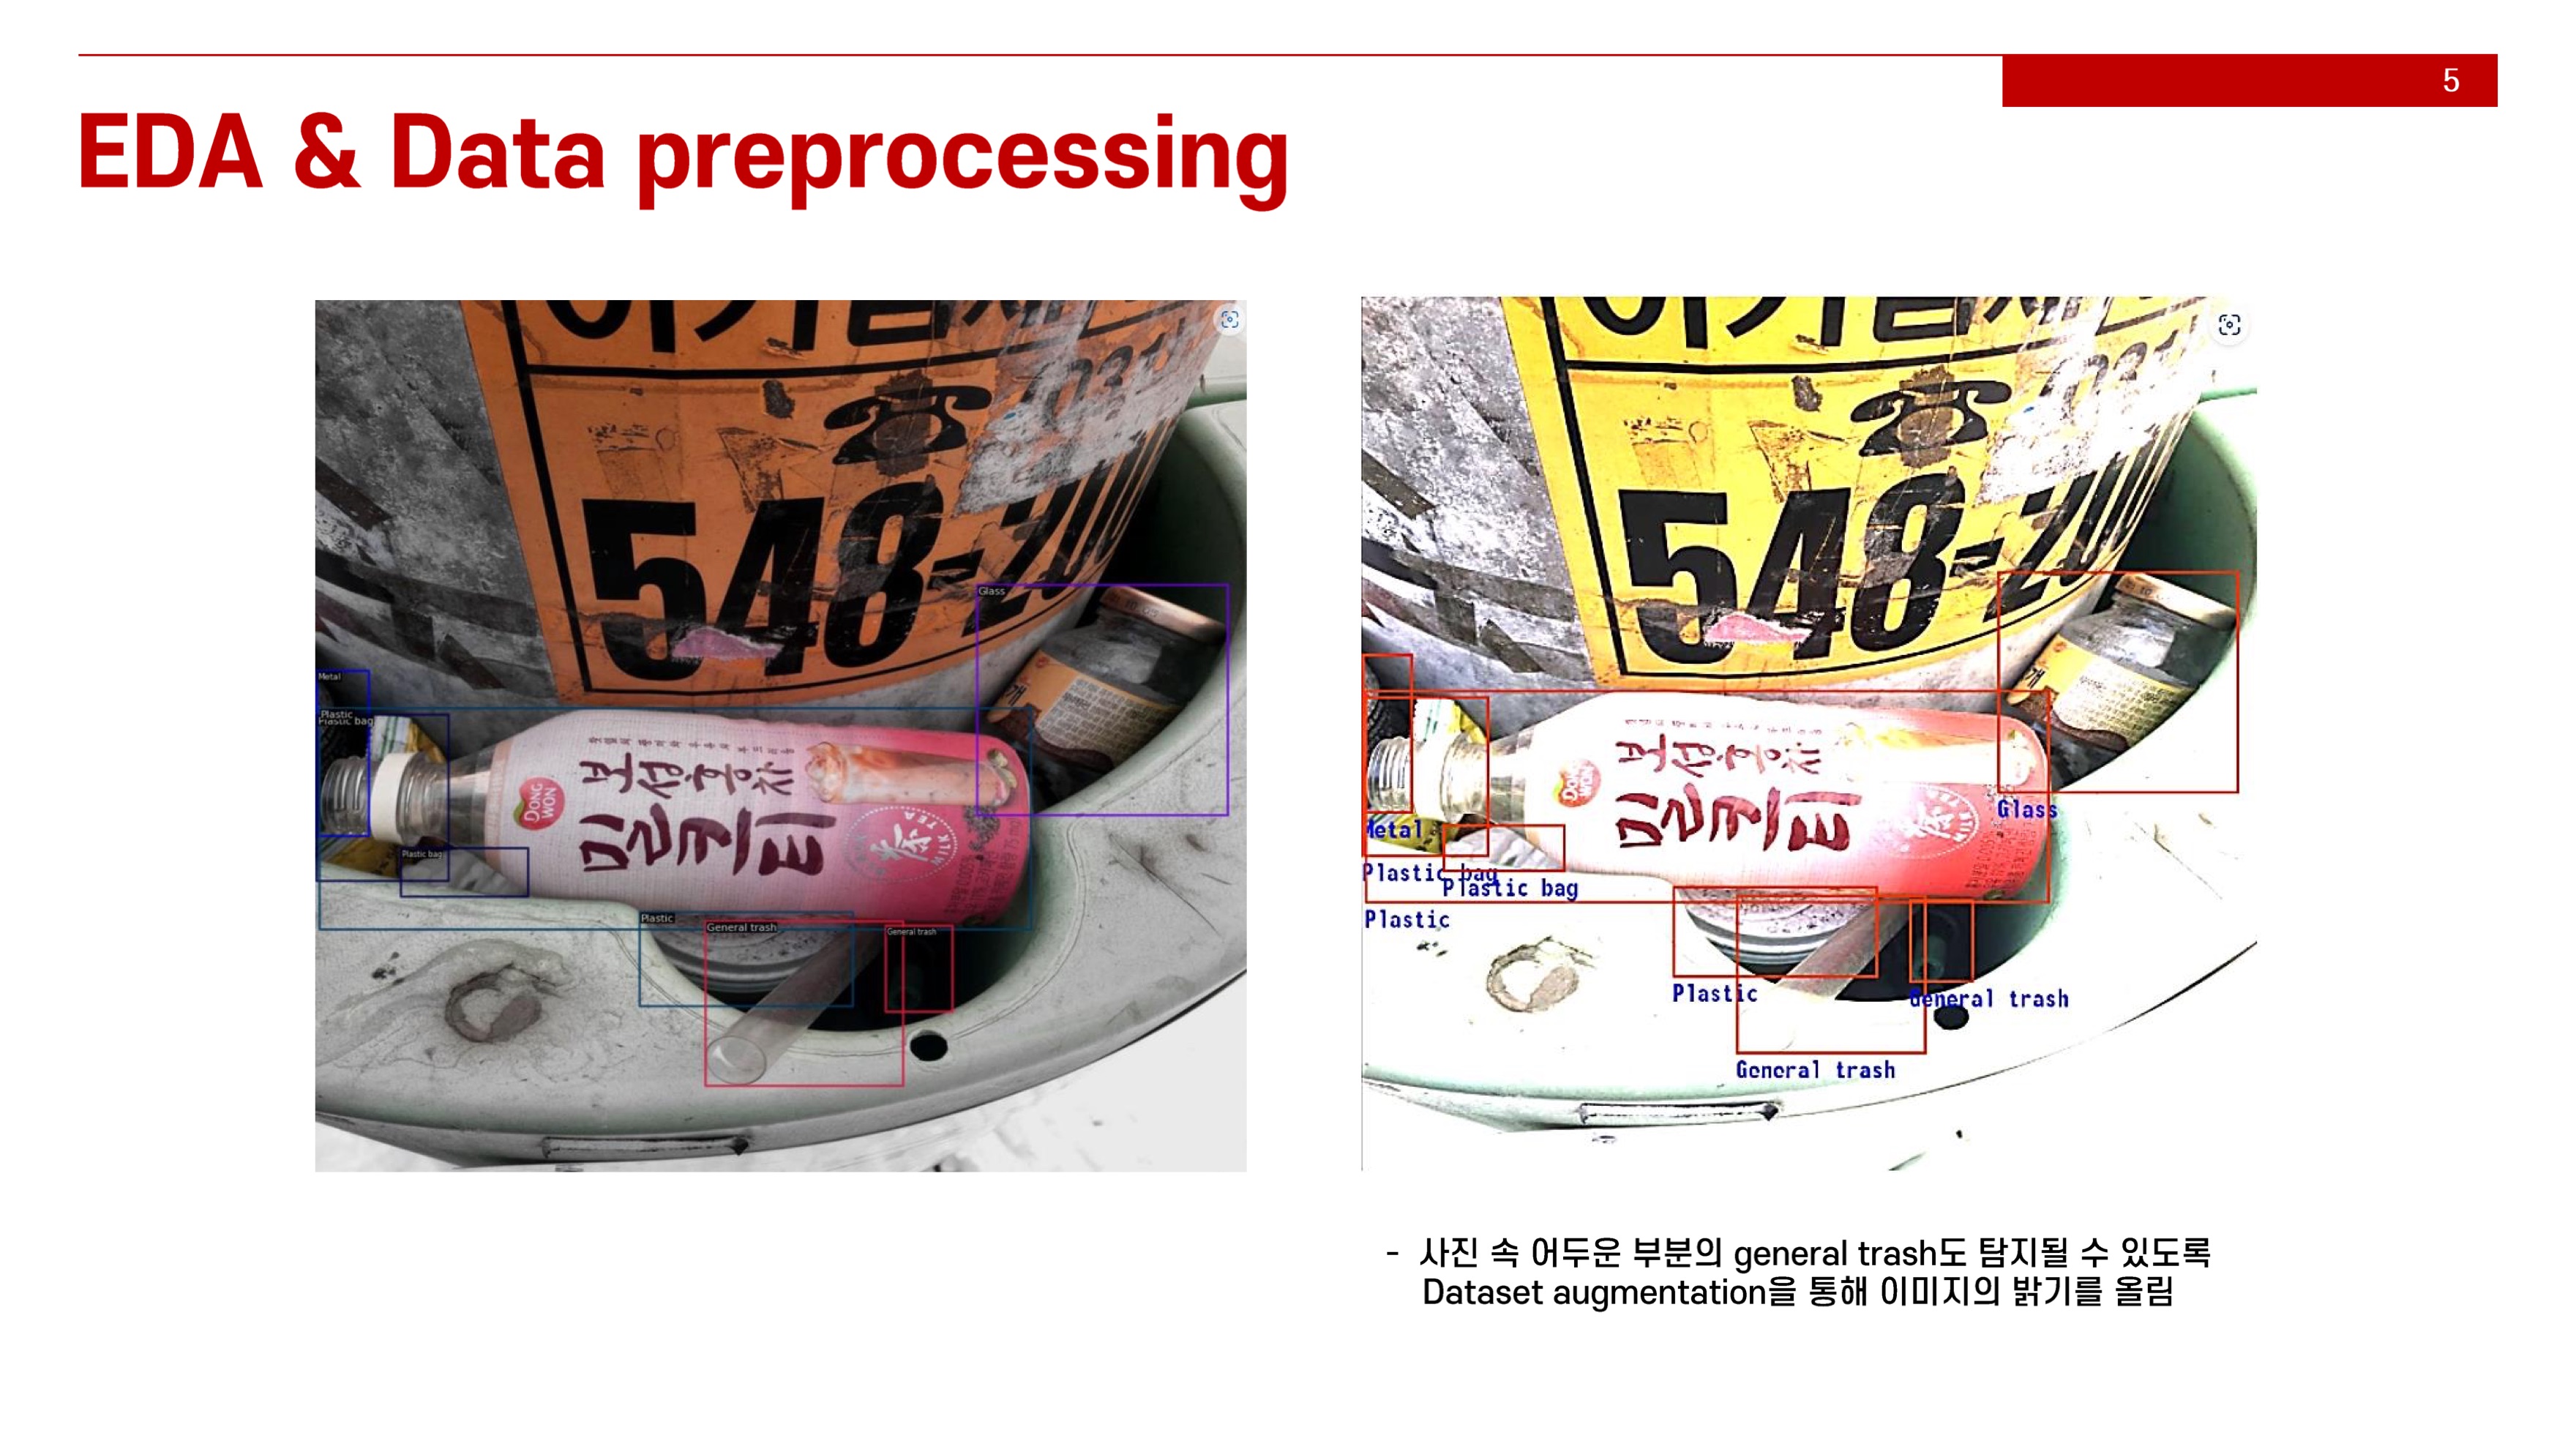 5
EDA & Data preprocessing
548-20
Glass
Metal
Plastic
Plastic bag
DONG
WON
보성홍차
밀크티
MILK TEA
Plastic bag
Plastic
General trash
General trash
548-20
보성홍차
밀크티
Glass
Metal
Plastic bag
Plastic bag
Plastic
Plastic
General trash
General trash
- 사진 속 어두운 부분의 general trash도 탐지될 수 있도록
Dataset augmentation을 통해 이미지의 밝기를 올림